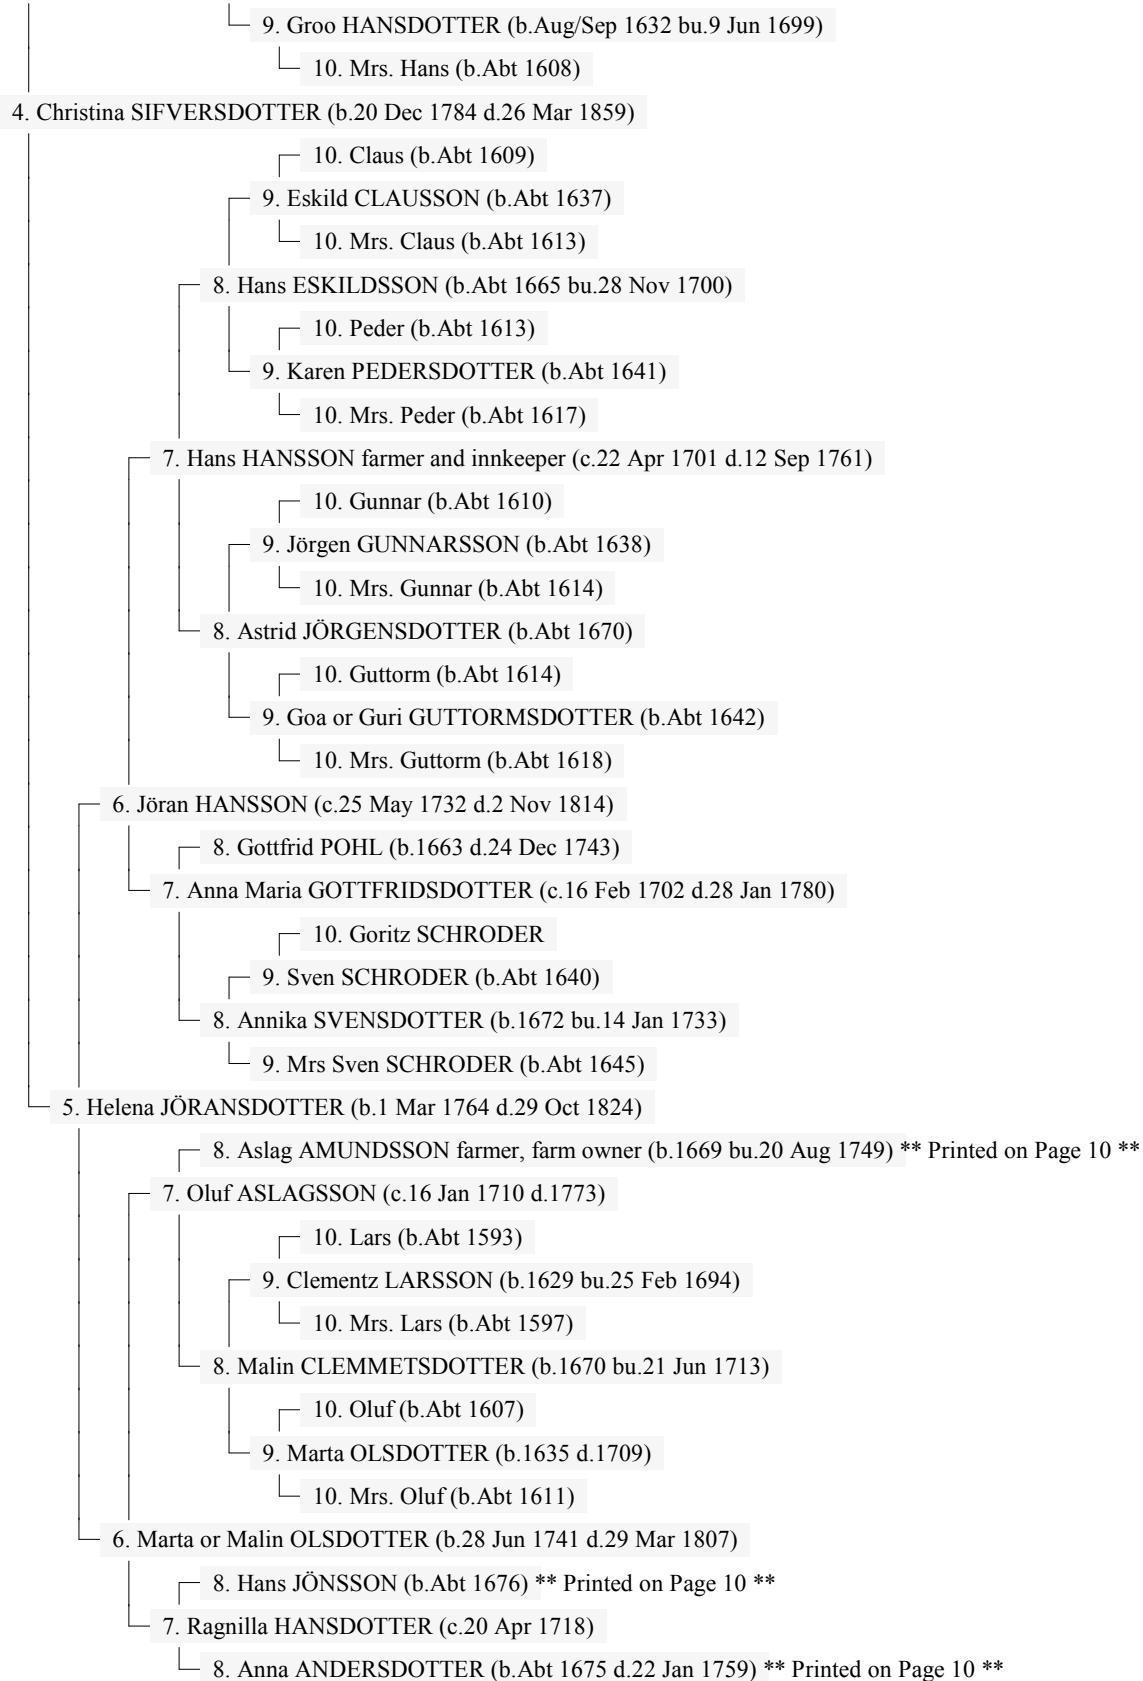 9. Groo HANSDOTTER (b.Aug/Sep 1632 bu.9 Jun 1699)
10. Mrs. Hans (b.Abt 1608)
4. Christina SIFVERSDOTTER (b.20 Dec 1784 d.26 Mar 1859)
10. Claus (b.Abt 1609)
9. Eskild CLAUSSON (b.Abt 1637)
10. Mrs. Claus (b.Abt 1613)
8. Hans ESKILDSSON (b.Abt 1665 bu.28 Nov 1700)
10. Peder (b.Abt 1613)
9. Karen PEDERSDOTTER (b.Abt 1641)
10. Mrs. Peder (b.Abt 1617)
7. Hans HANSSON farmer and innkeeper (c.22 Apr 1701 d.12 Sep 1761)
10. Gunnar (b.Abt 1610)
9. Jörgen GUNNARSSON (b.Abt 1638)
10. Mrs. Gunnar (b.Abt 1614)
8. Astrid JÖRGENSDOTTER (b.Abt 1670)
10. Guttorm (b.Abt 1614)
9. Goa or Guri GUTTORMSDOTTER (b.Abt 1642)
10. Mrs. Guttorm (b.Abt 1618)
6. Jöran HANSSON (c.25 May 1732 d.2 Nov 1814)
8. Gottfrid POHL (b.1663 d.24 Dec 1743)
7. Anna Maria GOTTFRIDSDOTTER (c.16 Feb 1702 d.28 Jan 1780)
10. Goritz SCHRODER
9. Sven SCHRODER (b.Abt 1640)
8. Annika SVENSDOTTER (b.1672 bu.14 Jan 1733)
9. Mrs Sven SCHRODER (b.Abt 1645)
5. Helena JÖRANSDOTTER (b.1 Mar 1764 d.29 Oct 1824)
8. Aslag AMUNDSSON farmer, farm owner (b.1669 bu.20 Aug 1749) ** Printed on Page 10 **
7. Oluf ASLAGSSON (c.16 Jan 1710 d.1773)
10. Lars (b.Abt 1593)
9. Clementz LARSSON (b.1629 bu.25 Feb 1694)
10. Mrs. Lars (b.Abt 1597)
8. Malin CLEMMETSDOTTER (b.1670 bu.21 Jun 1713)
10. Oluf (b.Abt 1607)
9. Marta OLSDOTTER (b.1635 d.1709)
10. Mrs. Oluf (b.Abt 1611)
6. Marta or Malin OLSDOTTER (b.28 Jun 1741 d.29 Mar 1807)
8. Hans JÖNSSON (b.Abt 1676) ** Printed on Page 10 **
7. Ragnilla HANSDOTTER (c.20 Apr 1718)
8. Anna ANDERSDOTTER (b.Abt 1675 d.22 Jan 1759) ** Printed on Page 10 **